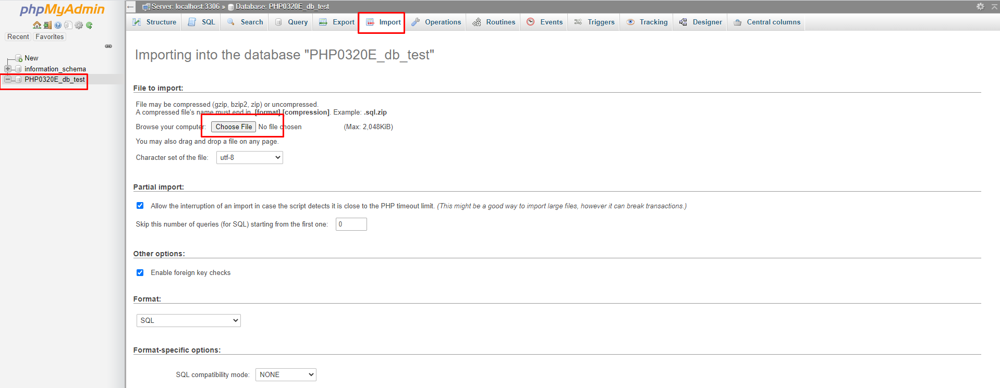 phpMyAdmin
Recent Favorites
New
information_schema
PHP0320E_db_test
Server: localhost:3306 » Database: PHP0320E_db_test
Structure SQL Search Query Export Import Operations Routines Events Triggers Tracking Designer Central columns
Importing into the database "PHP0320E_db_test"
File to import:
File may be compressed (gzip, bzip2, zip) or uncompressed.
A compressed file's name must end in .[format].[compression]. Example: .sql.zip
Browse your computer: Choose File No file chosen (Max: 2,048KiB)
You may also drag and drop a file on any page.
Character set of the file: utf-8
Partial import:
Allow the interruption of an import in case the script detects it is close to the PHP timeout limit. (This might be a good way to import large files, however it can break transactions.)
Skip this number of queries (for SQL) starting from the first one: 0
Other options:
Enable foreign key checks
Format:
SQL
Format-specific options:
SQL compatibility mode: NONE